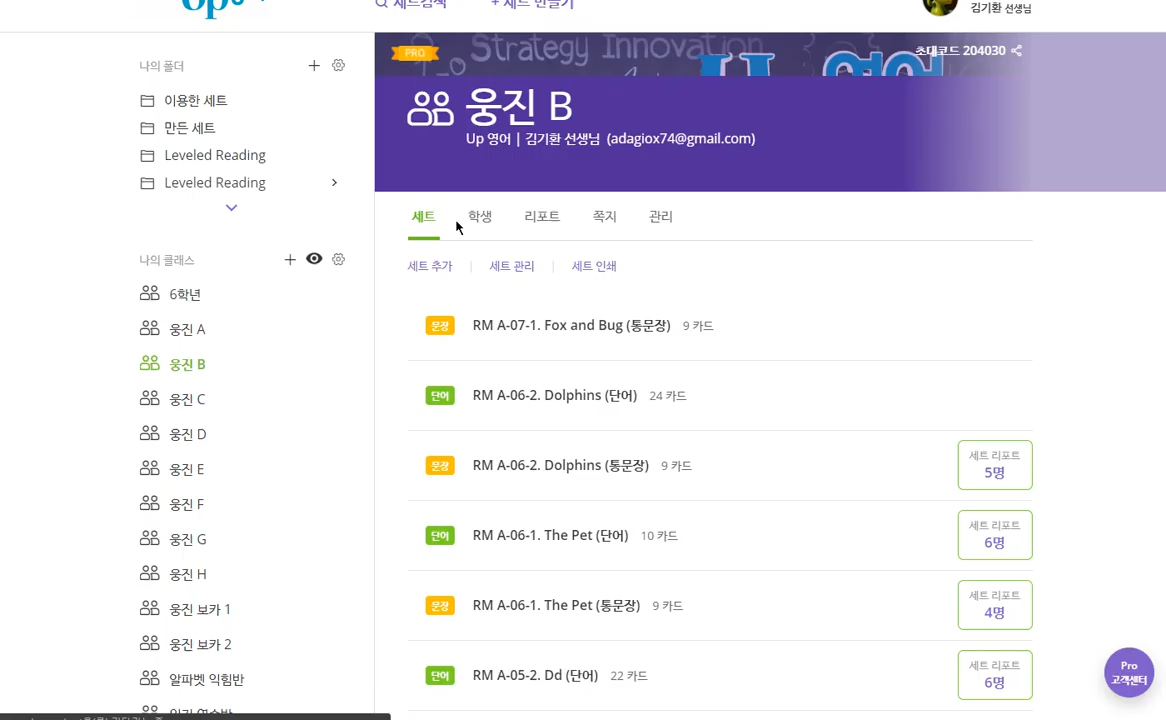 세트검색
+ 세트 만들기
김기환 선생님
나의 폴더
이용한 세트
만든 세트
Leveled Reading
Leveled Reading
나의 클래스
6학년
웅진 A
웅진 B
웅진 C
웅진 D
웅진 E
웅진 F
웅진 G
웅진 H
웅진 보카 1
웅진 보카 2
알파벳 익힘반
PRO
Strategy Innovation
초대코드 204030
웅진 B
Up 영어 | 김기환 선생님 (adagiox74@gmail.com)
세트
학생
리포트
쪽지
관리
세트 추가 | 세트 관리 | 세트 인쇄
문장 RM A-07-1. Fox and Bug (통문장) 9 카드
단어 RM A-06-2. Dolphins (단어) 24 카드
문장 RM A-06-2. Dolphins (통문장) 9 카드
세트 리포트
5명
단어 RM A-06-1. The Pet (단어) 10 카드
세트 리포트
6명
문장 RM A-06-1. The Pet (통문장) 9 카드
세트 리포트
4명
단어 RM A-05-2. Dd (단어) 22 카드
세트 리포트
6명
Pro
고객센터